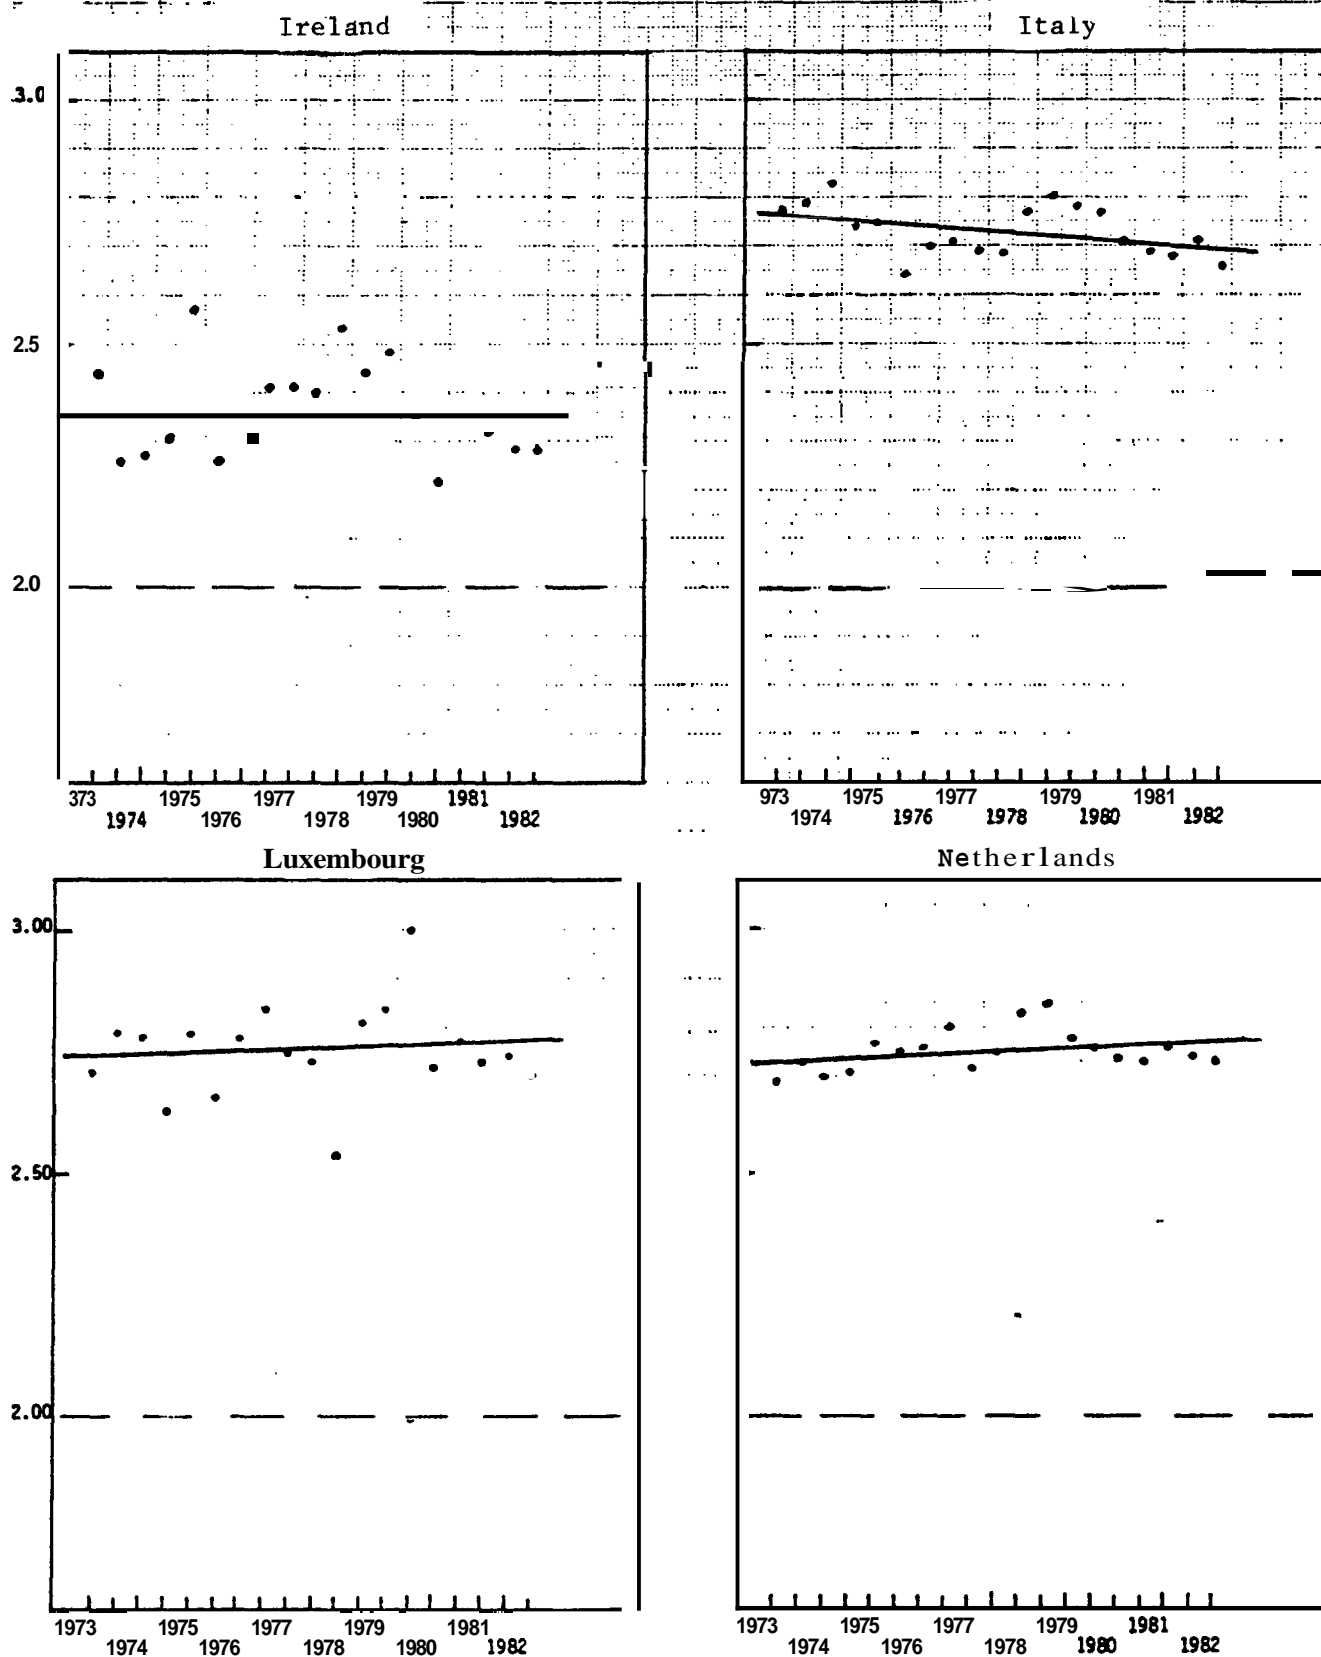 Ireland Italy
3.0
2.5
2.0
373 1975 1977 1979 1981 973 1975 1977 1979 1981
1974 1976 1978 1980 1982 1974 1976 1978 1980 1982
Luxembourg Netherlands
3.00
2.50
2.00
1973 1975 1977 1979 1981 1973 1975 1977 1979 1981
1974 1976 1978 1980 1982 1974 1976 1978 1980 1982